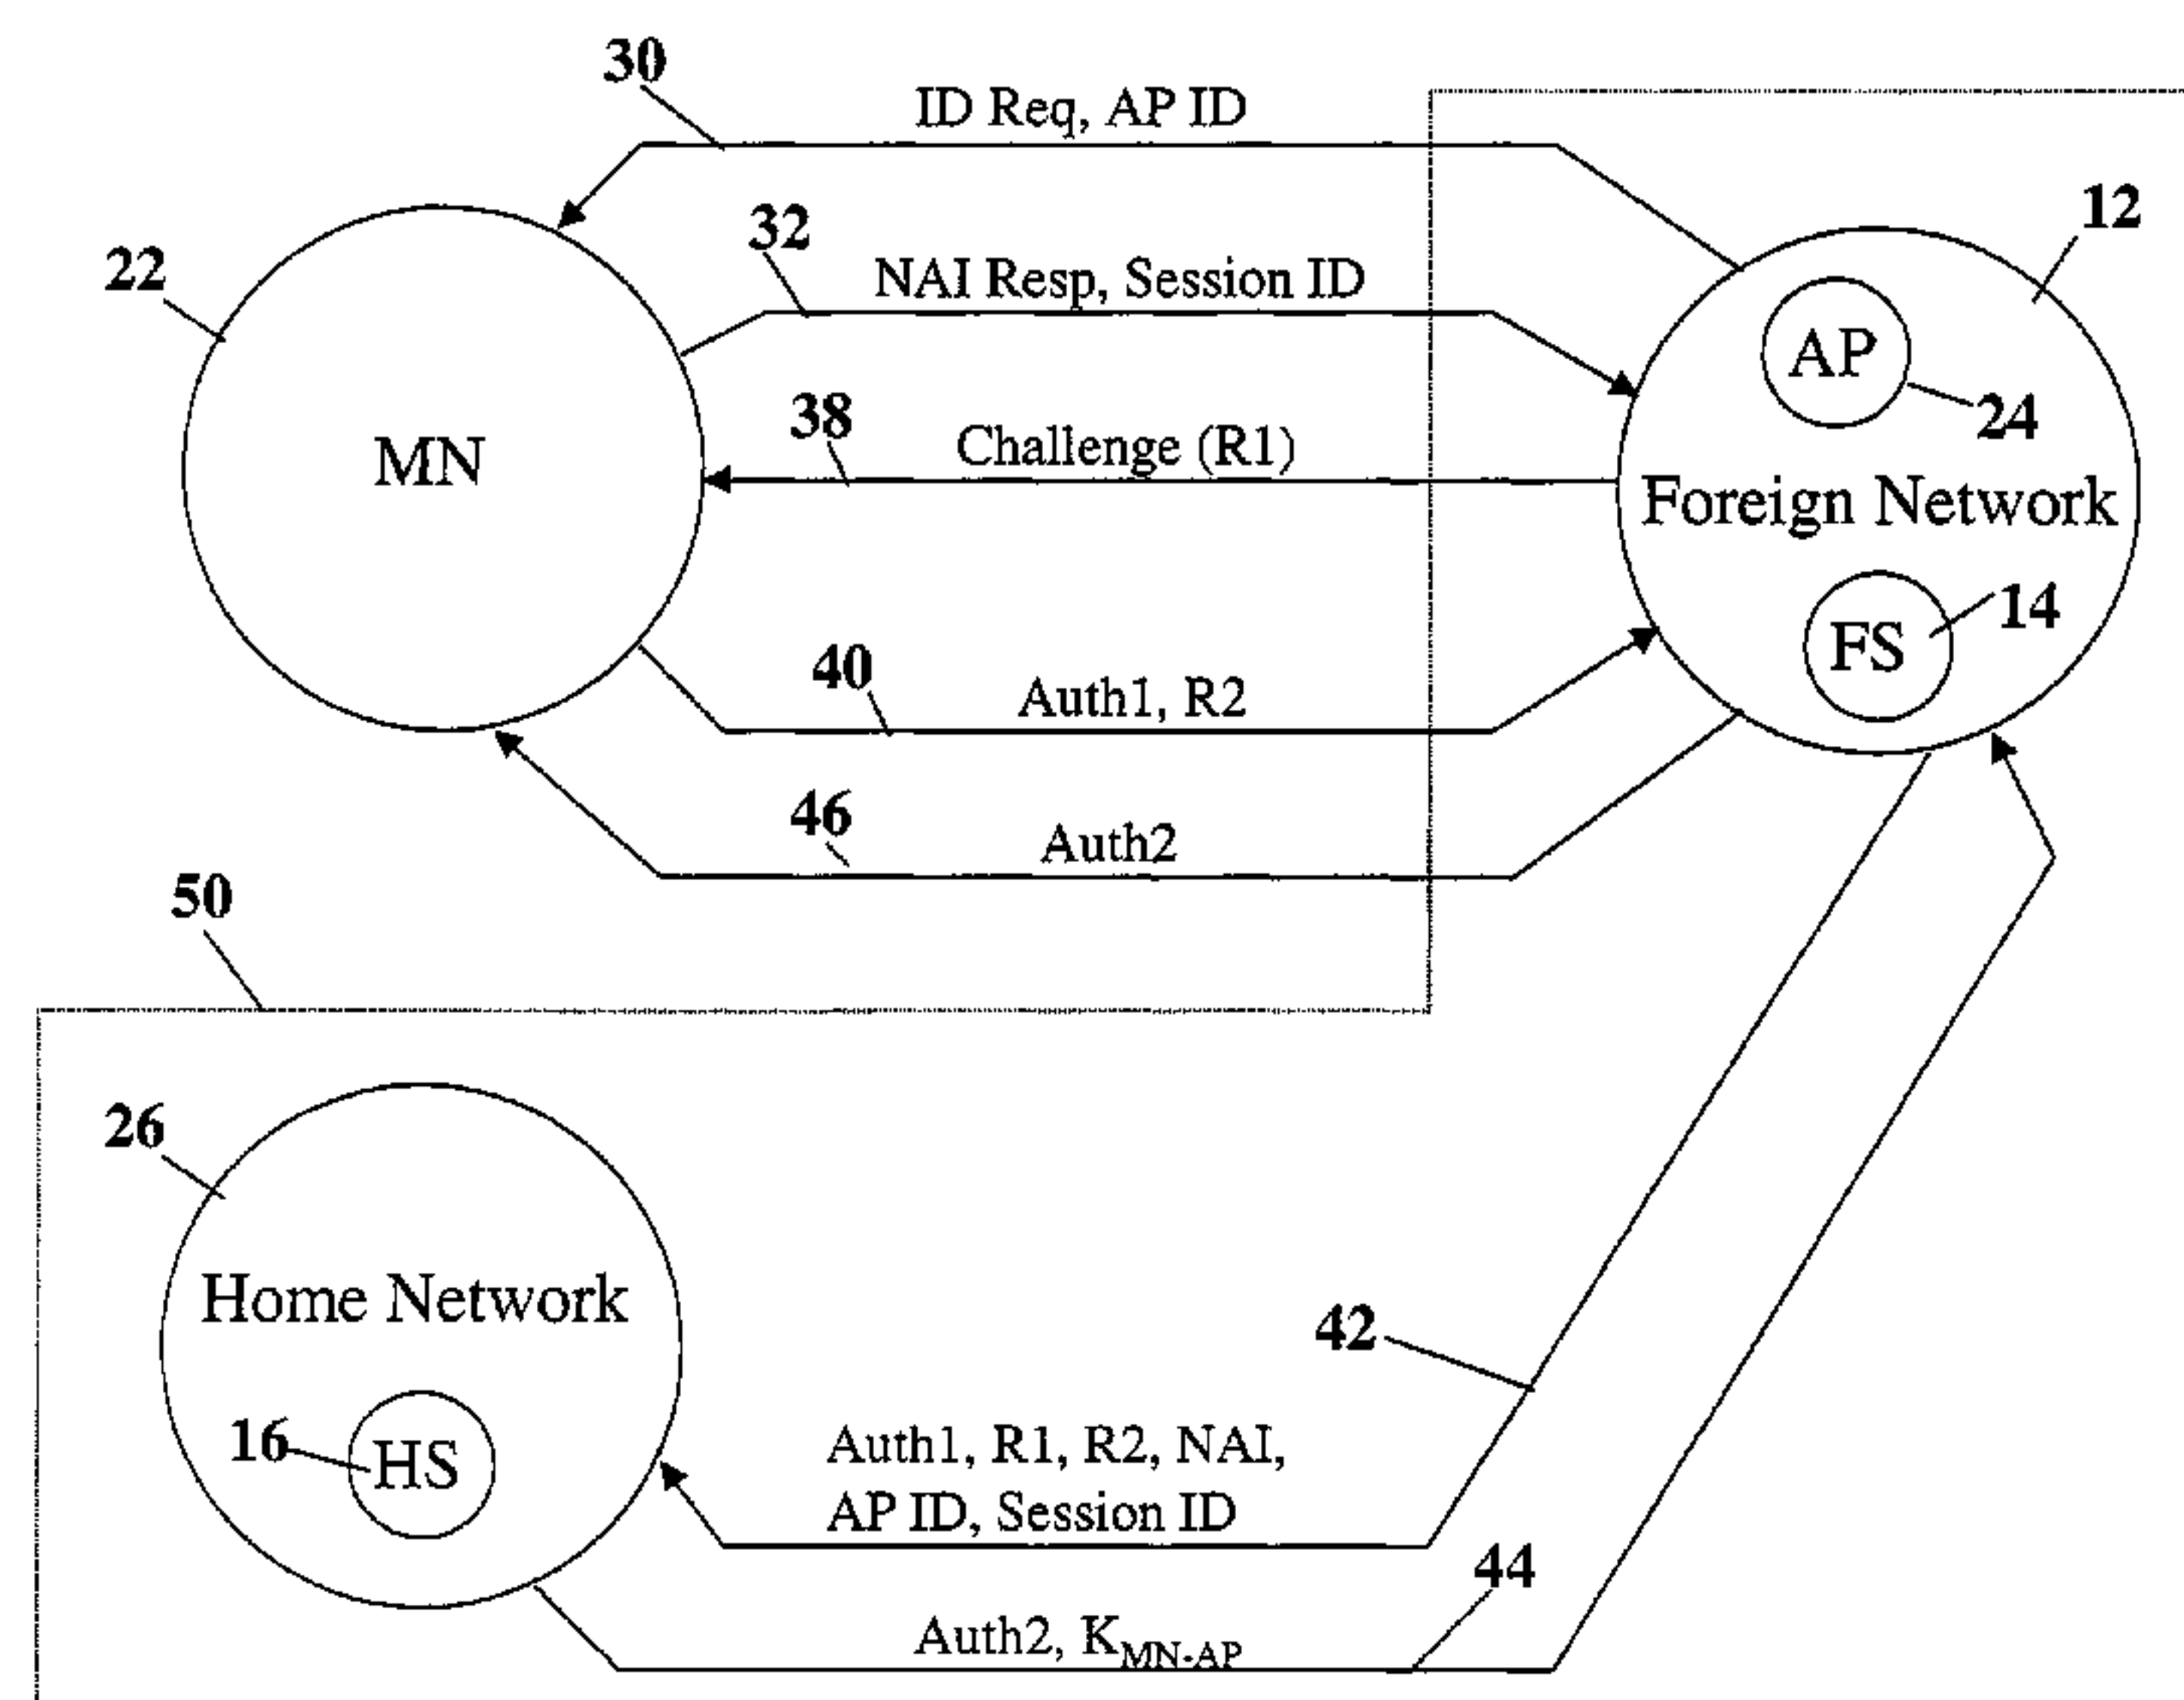 30
ID Req, AP ID
12
32
22
NAI Resp, Session ID
AP
24
38
Challenge (R1)
MN
Foreign Network
14
FS
40
Auth1, R2
46
Auth2
50
26
Home Network
42
16
HS
Auth1, R1, R2, NAI,
AP ID, Session ID
44
Auth2, K_MN-AP